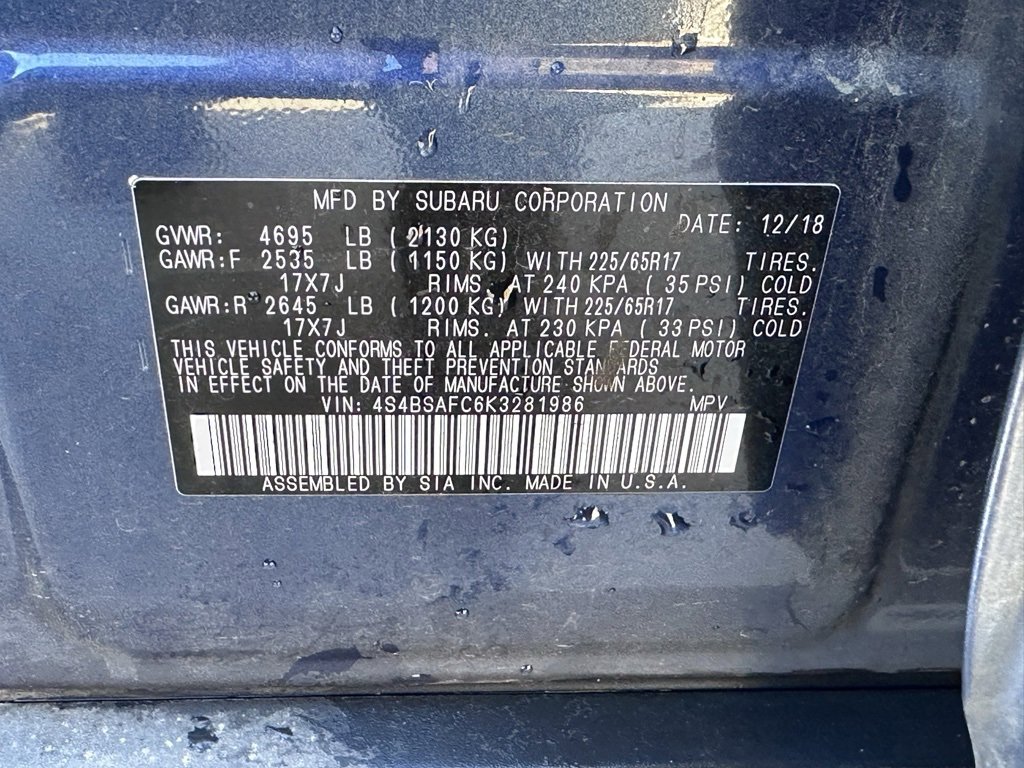 MFD BY SUBARU CORPORATION
DATE: 12/18
GVWR: 4695 LB (2130 KG)
GAWR:F 2535 LB (1150 KG) WITH 225/65R17 TIRES.
17X7J RIMS. AT 240 KPA (35 PSI) COLD
GAWR:R 2645 LB (1200 KG) WITH 225/65R17 TIRES.
17X7J RIMS. AT 230 KPA (33 PSI) COLD
THIS VEHICLE CONFORMS TO ALL APPLICABLE FEDERAL MOTOR
VEHICLE SAFETY AND THEFT PREVENTION STANDARDS
IN EFFECT ON THE DATE OF MANUFACTURE SHOWN ABOVE.
VIN: 4S4BSAFC6K3281986 MPV
ASSEMBLED BY SIA INC. MADE IN U.S.A.